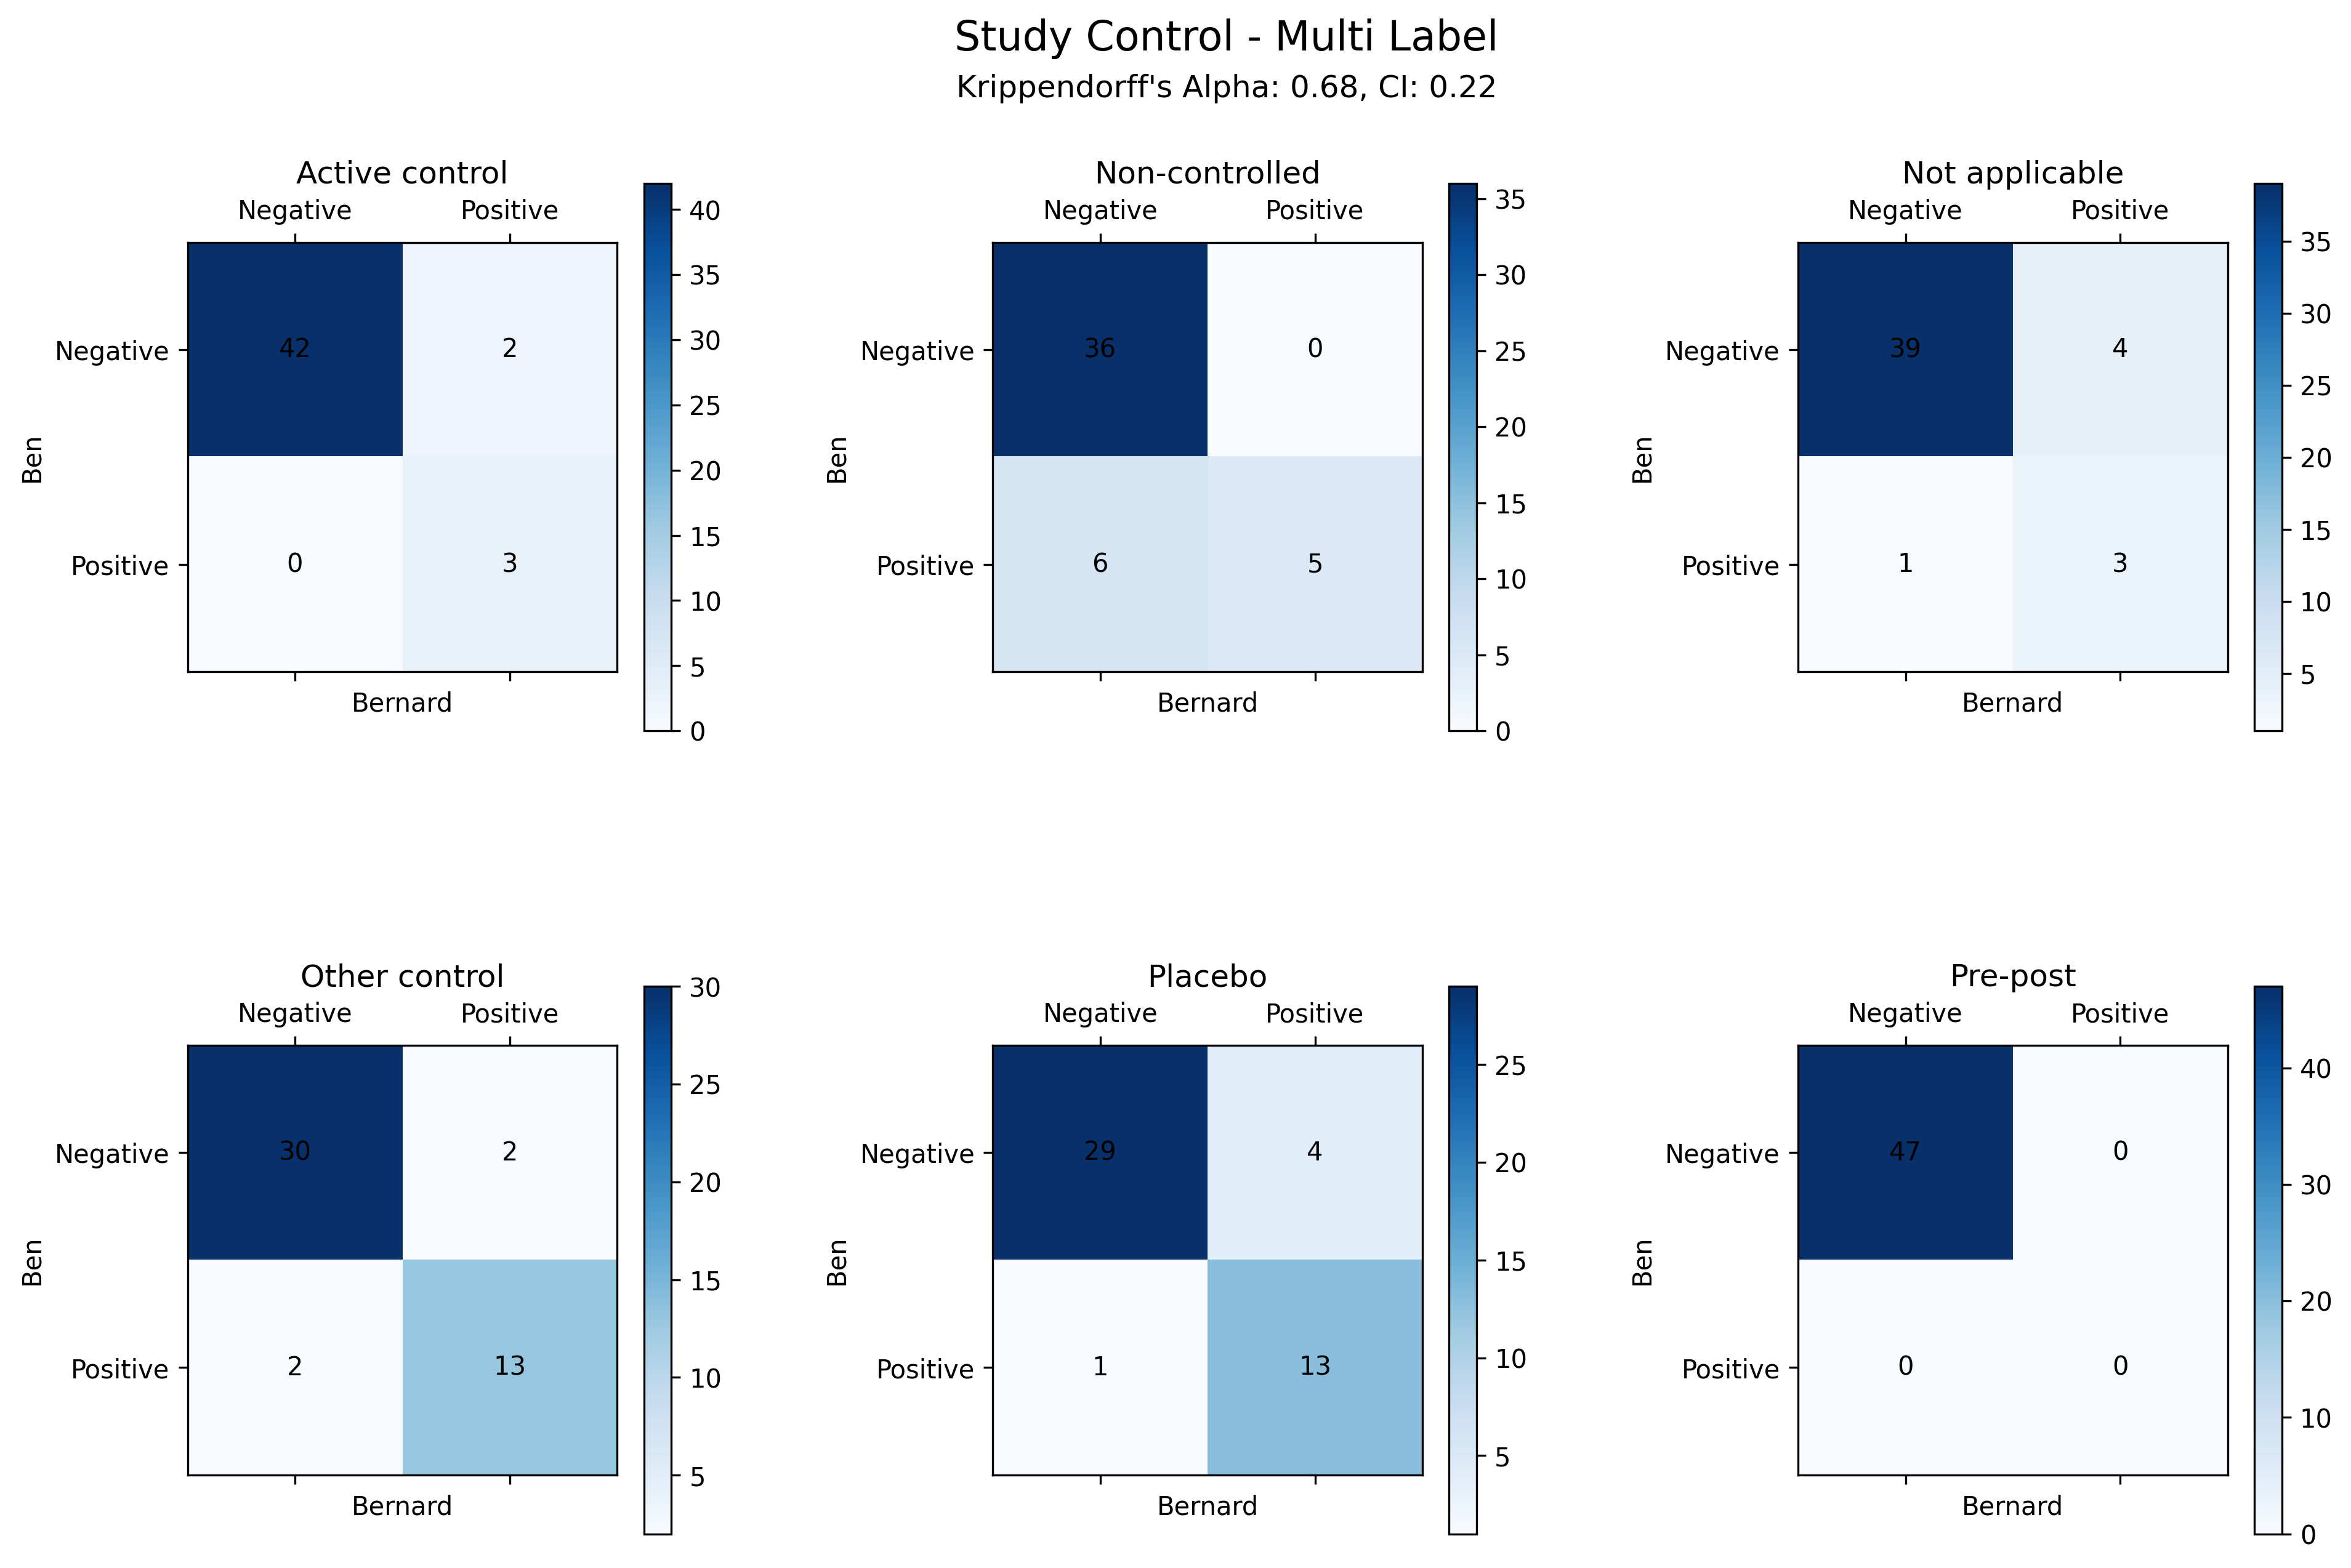 Study Control - Multi Label
Krippendorff's Alpha: 0.68, CI: 0.22
Active control
Negative Positive
Negative 42 2
Positive 0 3
Ben
Bernard
40
35
30
25
20
15
10
5
0
Non-controlled
Negative Positive
Negative 36 0
Positive 6 5
Ben
Bernard
35
30
25
20
15
10
5
0
Not applicable
Negative Positive
Negative 39 4
Positive 1 3
Ben
Bernard
35
30
25
20
15
10
5
Other control
Negative Positive
Negative 30 2
Positive 2 13
Ben
Bernard
30
25
20
15
10
5
Placebo
Negative Positive
Negative 29 4
Positive 1 13
Ben
Bernard
25
20
15
10
5
Pre-post
Negative Positive
Negative 47 0
Positive 0 0
Ben
Bernard
40
30
20
10
0